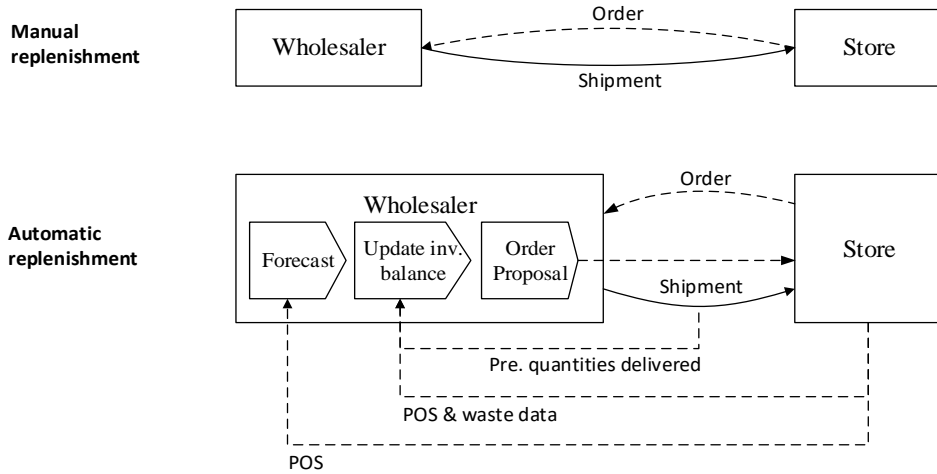 Manual
replenishment
Wholesaler
Order
Shipment
Store
Automatic
replenishment
Wholesaler
Forecast
Update inv.
balance
Order
Proposal
Order
Shipment
Store
Pre. quantities delivered
POS & waste data
POS